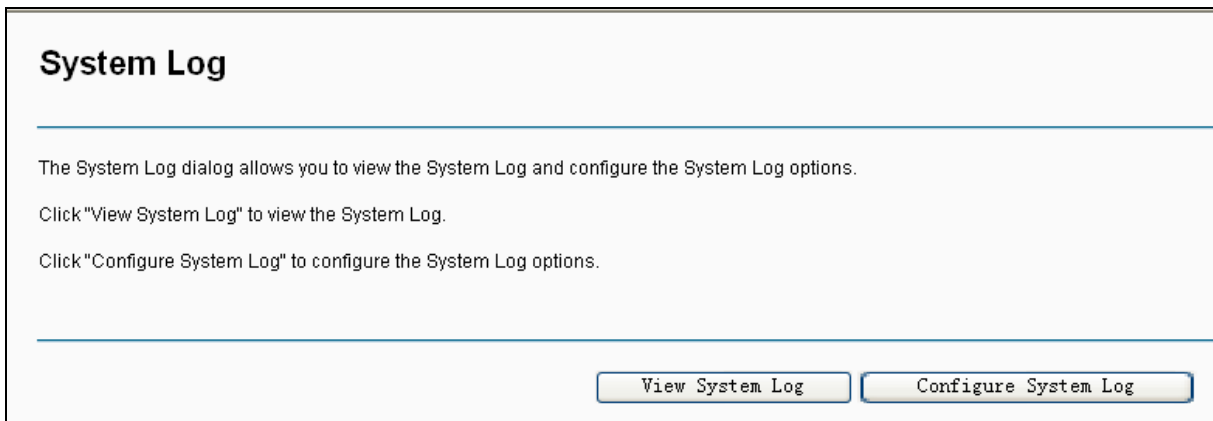 System Log
The System Log dialog allows you to view the System Log and configure the System Log options.
Click "View System Log" to view the System Log.
Click "Configure System Log" to configure the System Log options.
View System Log Configure System Log